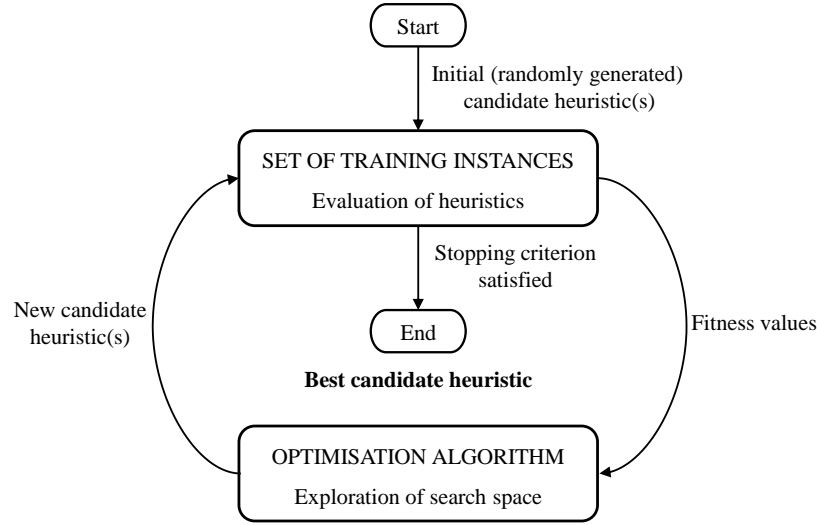 Start
Initial (randomly generated)
candidate heuristic(s)
SET OF TRAINING INSTANCES
Evaluation of heuristics
Stopping criterion
satisfied
New candidate
heuristic(s)
End
Fitness values
Best candidate heuristic
OPTIMISATION ALGORITHM
Exploration of search space